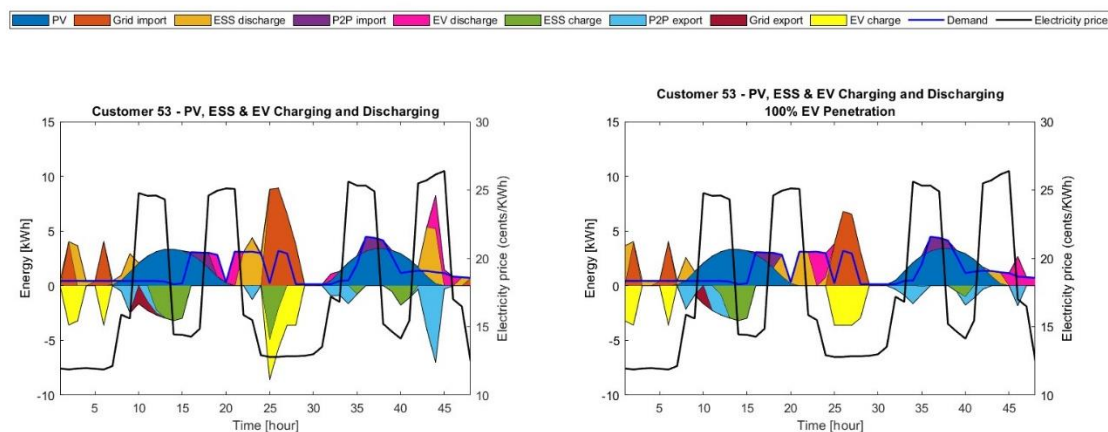 PV Grid import ESS discharge P2P import EV discharge ESS charge P2P export Grid export EV charge Demand Electricity price
Customer 53 - PV, ESS & EV Charging and Discharging
15
10
5
0
-5
-10
Energy [kWh]
30
25
20
15
10
Electricity price (cents/KWh)
5 10 15 20 25 30 35 40 45
Time [hour]
Customer 53 - PV, ESS & EV Charging and Discharging
100% EV Penetration
15
10
5
0
-5
-10
Energy [kWh]
30
25
20
15
10
Electricity price (cents/KWh)
5 10 15 20 25 30 35 40 45
Time [hour]